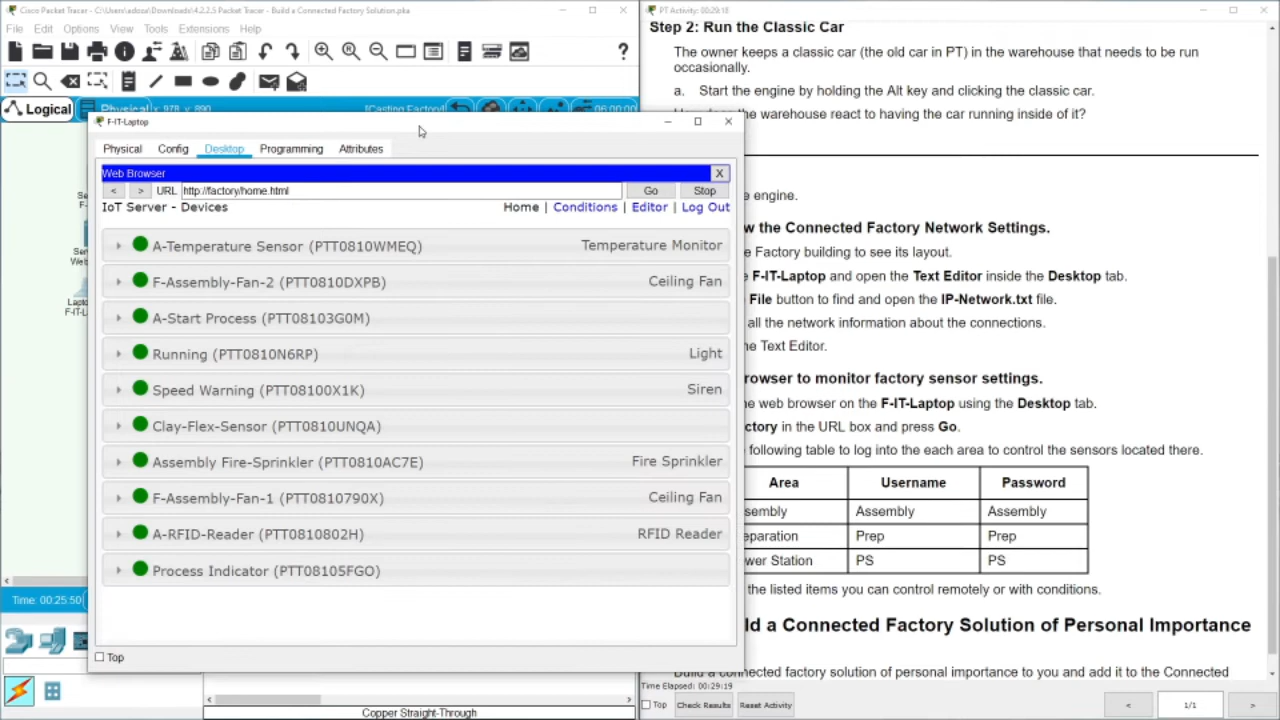 Cisco Packet Tracer - C:\Users\adoza\Downloads\4.2.2.5 Packet Tracer - Build a Connected Factory Solution.pka
File Edit Options View Tools Extensions Help
?
Logical
Physical x: 978, y: 890
[Casting Factory]
06:00:00
F-IT-Laptop
Physical Config Desktop Programming Attributes
Web Browser X
< > URL http://factory/home.html Go Stop
IoT Server - Devices Home | Conditions | Editor | Log Out
A-Temperature Sensor (PTT0810WMEQ) Temperature Monitor
F-Assembly-Fan-2 (PTT0810DXPB) Ceiling Fan
A-Start Process (PTT08103G0M)
Running (PTT0810N6RP) Light
Speed Warning (PTT08100X1K) Siren
Clay-Flex-Sensor (PTT0810UNQA)
Assembly Fire-Sprinkler (PTT0810AC7E) Fire Sprinkler
F-Assembly-Fan-1 (PTT0810790X) Ceiling Fan
A-RFID-Reader (PTT0810802H) RFID Reader
Process Indicator (PTT08105FGO)
Top
Se
F-
Serv
Web
Lapto
F-IT-L
Time: 00:25:50
Copper Straight-Through
PT Activity: 00:29:18
Step 2: Run the Classic Car
The owner keeps a classic car (the old car in PT) in the warehouse that needs to be run
occasionally.
a. Start the engine by holding the Alt key and clicking the classic car.
the warehouse react to having the car running inside of it?
e engine.
w the Connected Factory Network Settings.
e Factory building to see its layout.
e F-IT-Laptop and open the Text Editor inside the Desktop tab.
File button to find and open the IP-Network.txt file.
all the network information about the connections.
he Text Editor.
rowser to monitor factory sensor settings.
he web browser on the F-IT-Laptop using the Desktop tab.
ctory in the URL box and press Go.
following table to log into the each area to control the sensors located there.
Area Username Password
sembly Assembly Assembly
eparation Prep Prep
wer Station PS PS
the listed items you can control remotely or with conditions.
ld a Connected Factory Solution of Personal Importance
Build a connected factory solution of personal importance to you and add it to the Connected
Time Elapsed: 00:29:19
Top Check Results Reset Activity < 1/1 >